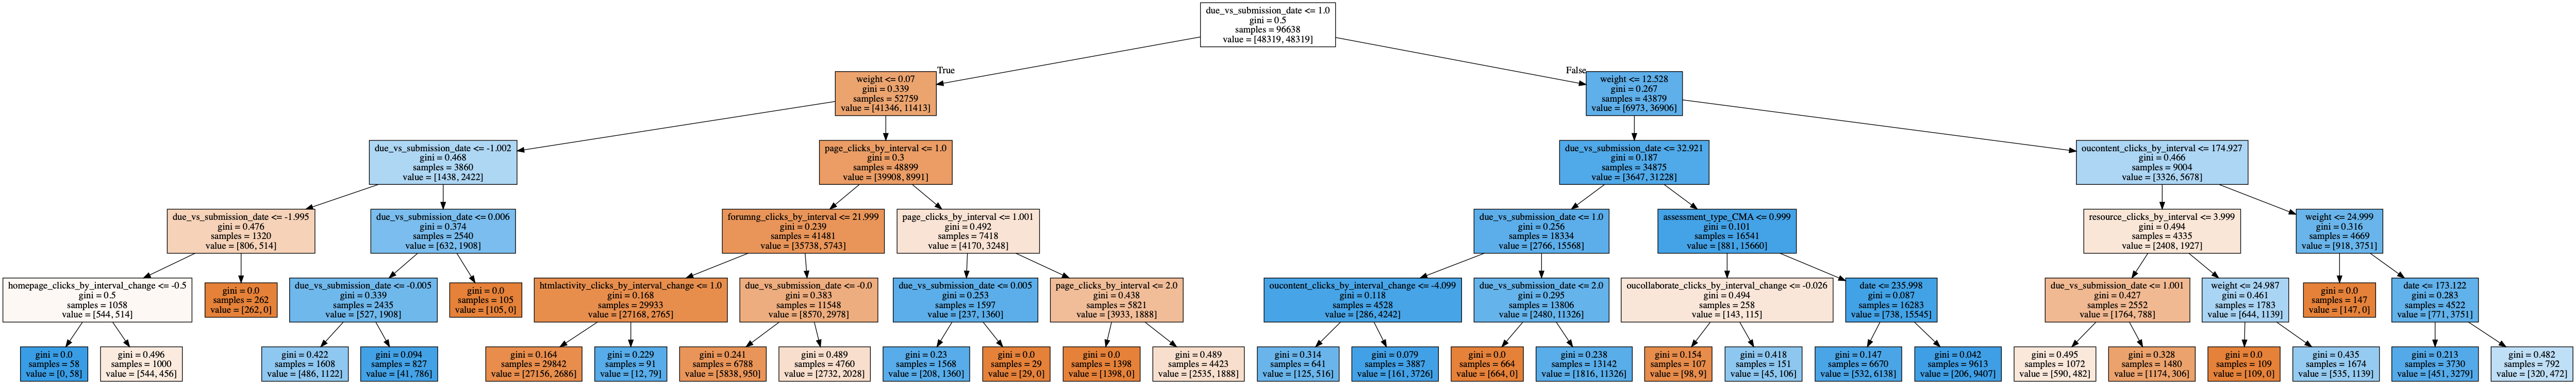 due_vs_submission_date <= 1.0
gini = 0.5
samples = 96638
value = [48319, 48319]
True
False
weight <= 0.07
gini = 0.339
samples = 52759
value = [41346, 11413]
weight <= 12.528
gini = 0.267
samples = 43879
value = [6973, 36906]
due_vs_submission_date <= -1.002
gini = 0.468
samples = 3860
value = [1438, 2422]
page_clicks_by_interval <= 1.0
gini = 0.3
samples = 48899
value = [39908, 8991]
due_vs_submission_date <= 32.921
gini = 0.187
samples = 34875
value = [3647, 31228]
oucontent_clicks_by_interval <= 174.927
gini = 0.466
samples = 9004
value = [3326, 5678]
due_vs_submission_date <= -1.995
gini = 0.476
samples = 1320
value = [806, 514]
due_vs_submission_date <= 0.006
gini = 0.374
samples = 2540
value = [632, 1908]
forumng_clicks_by_interval <= 21.999
gini = 0.239
samples = 41481
value = [35738, 5743]
page_clicks_by_interval <= 1.001
gini = 0.492
samples = 7418
value = [4170, 3248]
due_vs_submission_date <= 1.0
gini = 0.256
samples = 18334
value = [2766, 15568]
assessment_type_CMA <= 0.999
gini = 0.101
samples = 16541
value = [881, 15660]
resource_clicks_by_interval <= 3.999
gini = 0.494
samples = 4335
value = [2408, 1927]
weight <= 24.999
gini = 0.316
samples = 4669
value = [918, 3751]
homepage_clicks_by_interval_change <= -0.5
gini = 0.5
samples = 1058
value = [544, 514]
gini = 0.0
samples = 262
value = [262, 0]
due_vs_submission_date <= -0.005
gini = 0.339
samples = 2435
value = [527, 1908]
gini = 0.0
samples = 105
value = [105, 0]
htmlactivity_clicks_by_interval_change <= 1.0
gini = 0.168
samples = 29933
value = [27168, 2765]
due_vs_submission_date <= -0.0
gini = 0.383
samples = 11548
value = [8570, 2978]
due_vs_submission_date <= 0.005
gini = 0.253
samples = 1597
value = [237, 1360]
page_clicks_by_interval <= 2.0
gini = 0.438
samples = 5821
value = [3933, 1888]
oucontent_clicks_by_interval_change <= -4.099
gini = 0.118
samples = 4528
value = [286, 4242]
due_vs_submission_date <= 2.0
gini = 0.295
samples = 13806
value = [2480, 11326]
oucollaborate_clicks_by_interval_change <= -0.026
gini = 0.494
samples = 258
value = [143, 115]
date <= 235.998
gini = 0.087
samples = 16283
value = [738, 15545]
due_vs_submission_date <= 1.001
gini = 0.427
samples = 2552
value = [1764, 788]
weight <= 24.987
gini = 0.461
samples = 1783
value = [644, 1139]
gini = 0.0
samples = 147
value = [147, 0]
date <= 173.122
gini = 0.283
samples = 4522
value = [771, 3751]
gini = 0.0
samples = 58
value = [0, 58]
gini = 0.496
samples = 1000
value = [544, 456]
gini = 0.422
samples = 1608
value = [486, 1122]
gini = 0.094
samples = 827
value = [41, 786]
gini = 0.164
samples = 29842
value = [27156, 2686]
gini = 0.229
samples = 91
value = [12, 79]
gini = 0.241
samples = 6788
value = [5838, 950]
gini = 0.489
samples = 4760
value = [2732, 2028]
gini = 0.23
samples = 1568
value = [208, 1360]
gini = 0.0
samples = 29
value = [29, 0]
gini = 0.0
samples = 1398
value = [1398, 0]
gini = 0.489
samples = 4423
value = [2535, 1888]
gini = 0.314
samples = 641
value = [125, 516]
gini = 0.079
samples = 3887
value = [161, 3726]
gini = 0.0
samples = 664
value = [664, 0]
gini = 0.238
samples = 13142
value = [1816, 11326]
gini = 0.154
samples = 107
value = [98, 9]
gini = 0.418
samples = 151
value = [45, 106]
gini = 0.147
samples = 6670
value = [532, 6138]
gini = 0.042
samples = 9613
value = [206, 9407]
gini = 0.495
samples = 1072
value = [590, 482]
gini = 0.328
samples = 1480
value = [1174, 306]
gini = 0.0
samples = 109
value = [109, 0]
gini = 0.435
samples = 1674
value = [535, 1139]
gini = 0.213
samples = 3730
value = [451, 3279]
gini = 0.482
samples = 792
value = [320, 472]